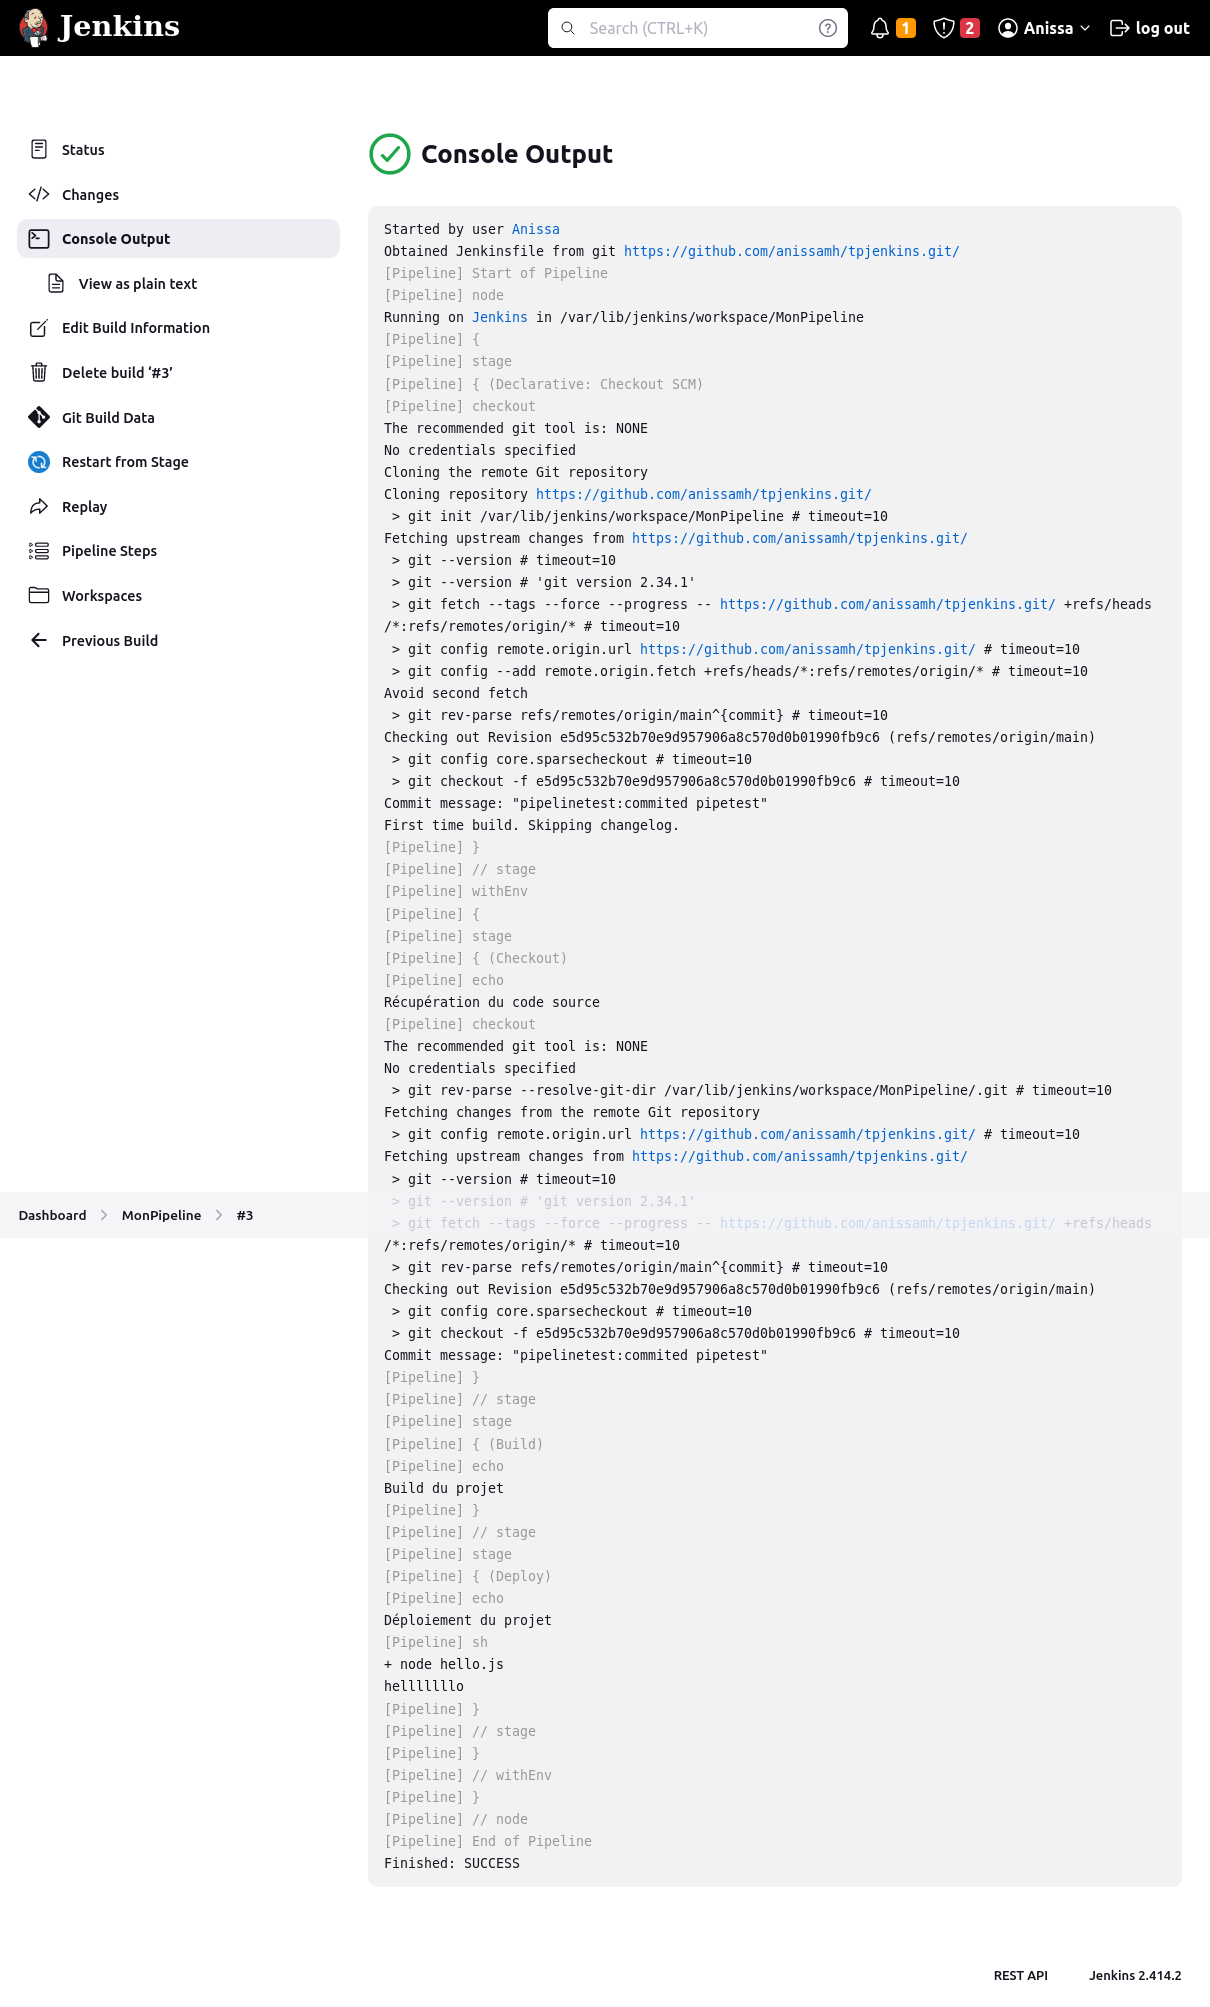 Jenkins
Search (CTRL+K)
1
2
Anissa
log out
Status
Changes
Console Output
View as plain text
Edit Build Information
Delete build ‘#3’
Git Build Data
Restart from Stage
Replay
Pipeline Steps
Workspaces
Previous Build
Console Output
Started by user Anissa
Obtained Jenkinsfile from git https://github.com/anissamh/tpjenkins.git/
[Pipeline] Start of Pipeline
[Pipeline] node
Running on Jenkins in /var/lib/jenkins/workspace/MonPipeline
[Pipeline] {
[Pipeline] stage
[Pipeline] { (Declarative: Checkout SCM)
[Pipeline] checkout
The recommended git tool is: NONE
No credentials specified
Cloning the remote Git repository
Cloning repository https://github.com/anissamh/tpjenkins.git/
 > git init /var/lib/jenkins/workspace/MonPipeline # timeout=10
Fetching upstream changes from https://github.com/anissamh/tpjenkins.git/
 > git --version # timeout=10
 > git --version # 'git version 2.34.1'
 > git fetch --tags --force --progress -- https://github.com/anissamh/tpjenkins.git/ +refs/heads
/*:refs/remotes/origin/* # timeout=10
 > git config remote.origin.url https://github.com/anissamh/tpjenkins.git/ # timeout=10
 > git config --add remote.origin.fetch +refs/heads/*:refs/remotes/origin/* # timeout=10
Avoid second fetch
 > git rev-parse refs/remotes/origin/main^{commit} # timeout=10
Checking out Revision e5d95c532b70e9d957906a8c570d0b01990fb9c6 (refs/remotes/origin/main)
 > git config core.sparsecheckout # timeout=10
 > git checkout -f e5d95c532b70e9d957906a8c570d0b01990fb9c6 # timeout=10
Commit message: "pipelinetest:commited pipetest"
First time build. Skipping changelog.
[Pipeline] }
[Pipeline] // stage
[Pipeline] withEnv
[Pipeline] {
[Pipeline] stage
[Pipeline] { (Checkout)
[Pipeline] echo
Récupération du code source
[Pipeline] checkout
The recommended git tool is: NONE
No credentials specified
 > git rev-parse --resolve-git-dir /var/lib/jenkins/workspace/MonPipeline/.git # timeout=10
Fetching changes from the remote Git repository
 > git config remote.origin.url https://github.com/anissamh/tpjenkins.git/ # timeout=10
Fetching upstream changes from https://github.com/anissamh/tpjenkins.git/
 > git --version # timeout=10
 > git --version # 'git version 2.34.1'
Dashboard > MonPipeline > #3
 > git fetch --tags --force --progress -- https://github.com/anissamh/tpjenkins.git/ +refs/heads
/*:refs/remotes/origin/* # timeout=10
 > git rev-parse refs/remotes/origin/main^{commit} # timeout=10
Checking out Revision e5d95c532b70e9d957906a8c570d0b01990fb9c6 (refs/remotes/origin/main)
 > git config core.sparsecheckout # timeout=10
 > git checkout -f e5d95c532b70e9d957906a8c570d0b01990fb9c6 # timeout=10
Commit message: "pipelinetest:commited pipetest"
[Pipeline] }
[Pipeline] // stage
[Pipeline] stage
[Pipeline] { (Build)
[Pipeline] echo
Build du projet
[Pipeline] }
[Pipeline] // stage
[Pipeline] stage
[Pipeline] { (Deploy)
[Pipeline] echo
Déploiement du projet
[Pipeline] sh
+ node hello.js
helllllllo
[Pipeline] }
[Pipeline] // stage
[Pipeline] }
[Pipeline] // withEnv
[Pipeline] }
[Pipeline] // node
[Pipeline] End of Pipeline
Finished: SUCCESS
REST API
Jenkins 2.414.2